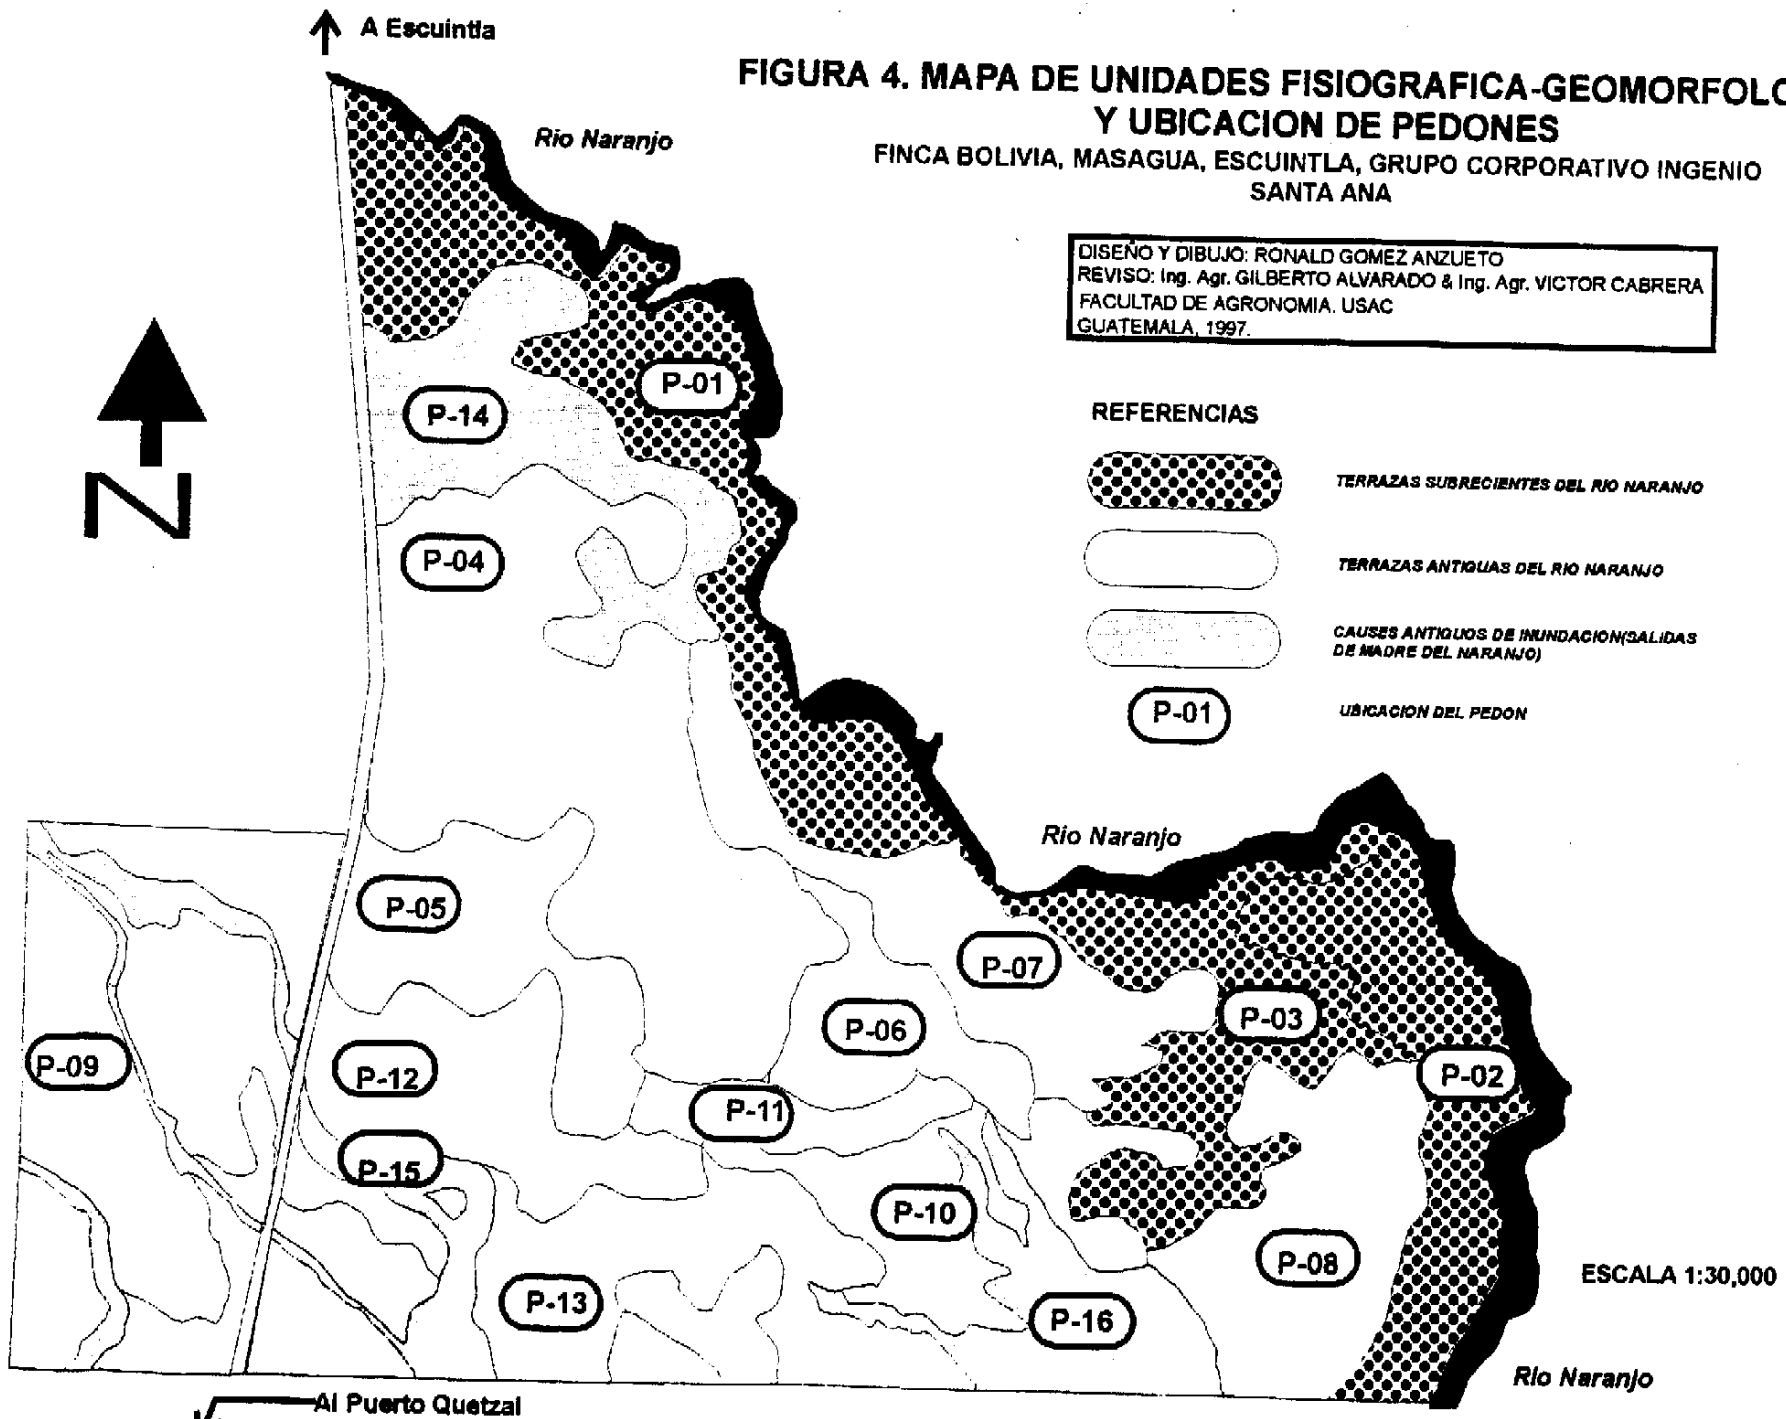 A Escuintla
FIGURA 4. MAPA DE UNIDADES FISIOGRAFICA-GEOMORFOLO
Y UBICACION DE PEDONES
FINCA BOLIVIA, MASAGUA, ESCUINTLA, GRUPO CORPORATIVO INGENIO
SANTA ANA
Rio Naranjo
DISEÑO Y DIBUJO: RONALD GOMEZ ANZUETO
REVISO: Ing. Agr. GILBERTO ALVARADO & Ing. Agr. VICTOR CABRERA
FACULTAD DE AGRONOMIA. USAC
GUATEMALA, 1997.
N
P-01
P-14
REFERENCIAS
TERRAZAS SUBRECIENTES DEL RIO NARANJO
P-04
TERRAZAS ANTIGUAS DEL RIO NARANJO
CAUSES ANTIGUOS DE INUNDACION(SALIDAS
DE MADRE DEL NARANJO)
P-01
UBICACION DEL PEDON
Rio Naranjo
P-05
P-07
P-03
P-06
P-09
P-12
P-02
P-11
P-15
P-10
P-08
ESCALA 1:30,000
P-13
P-16
Rio Naranjo
Al Puerto Quetzal